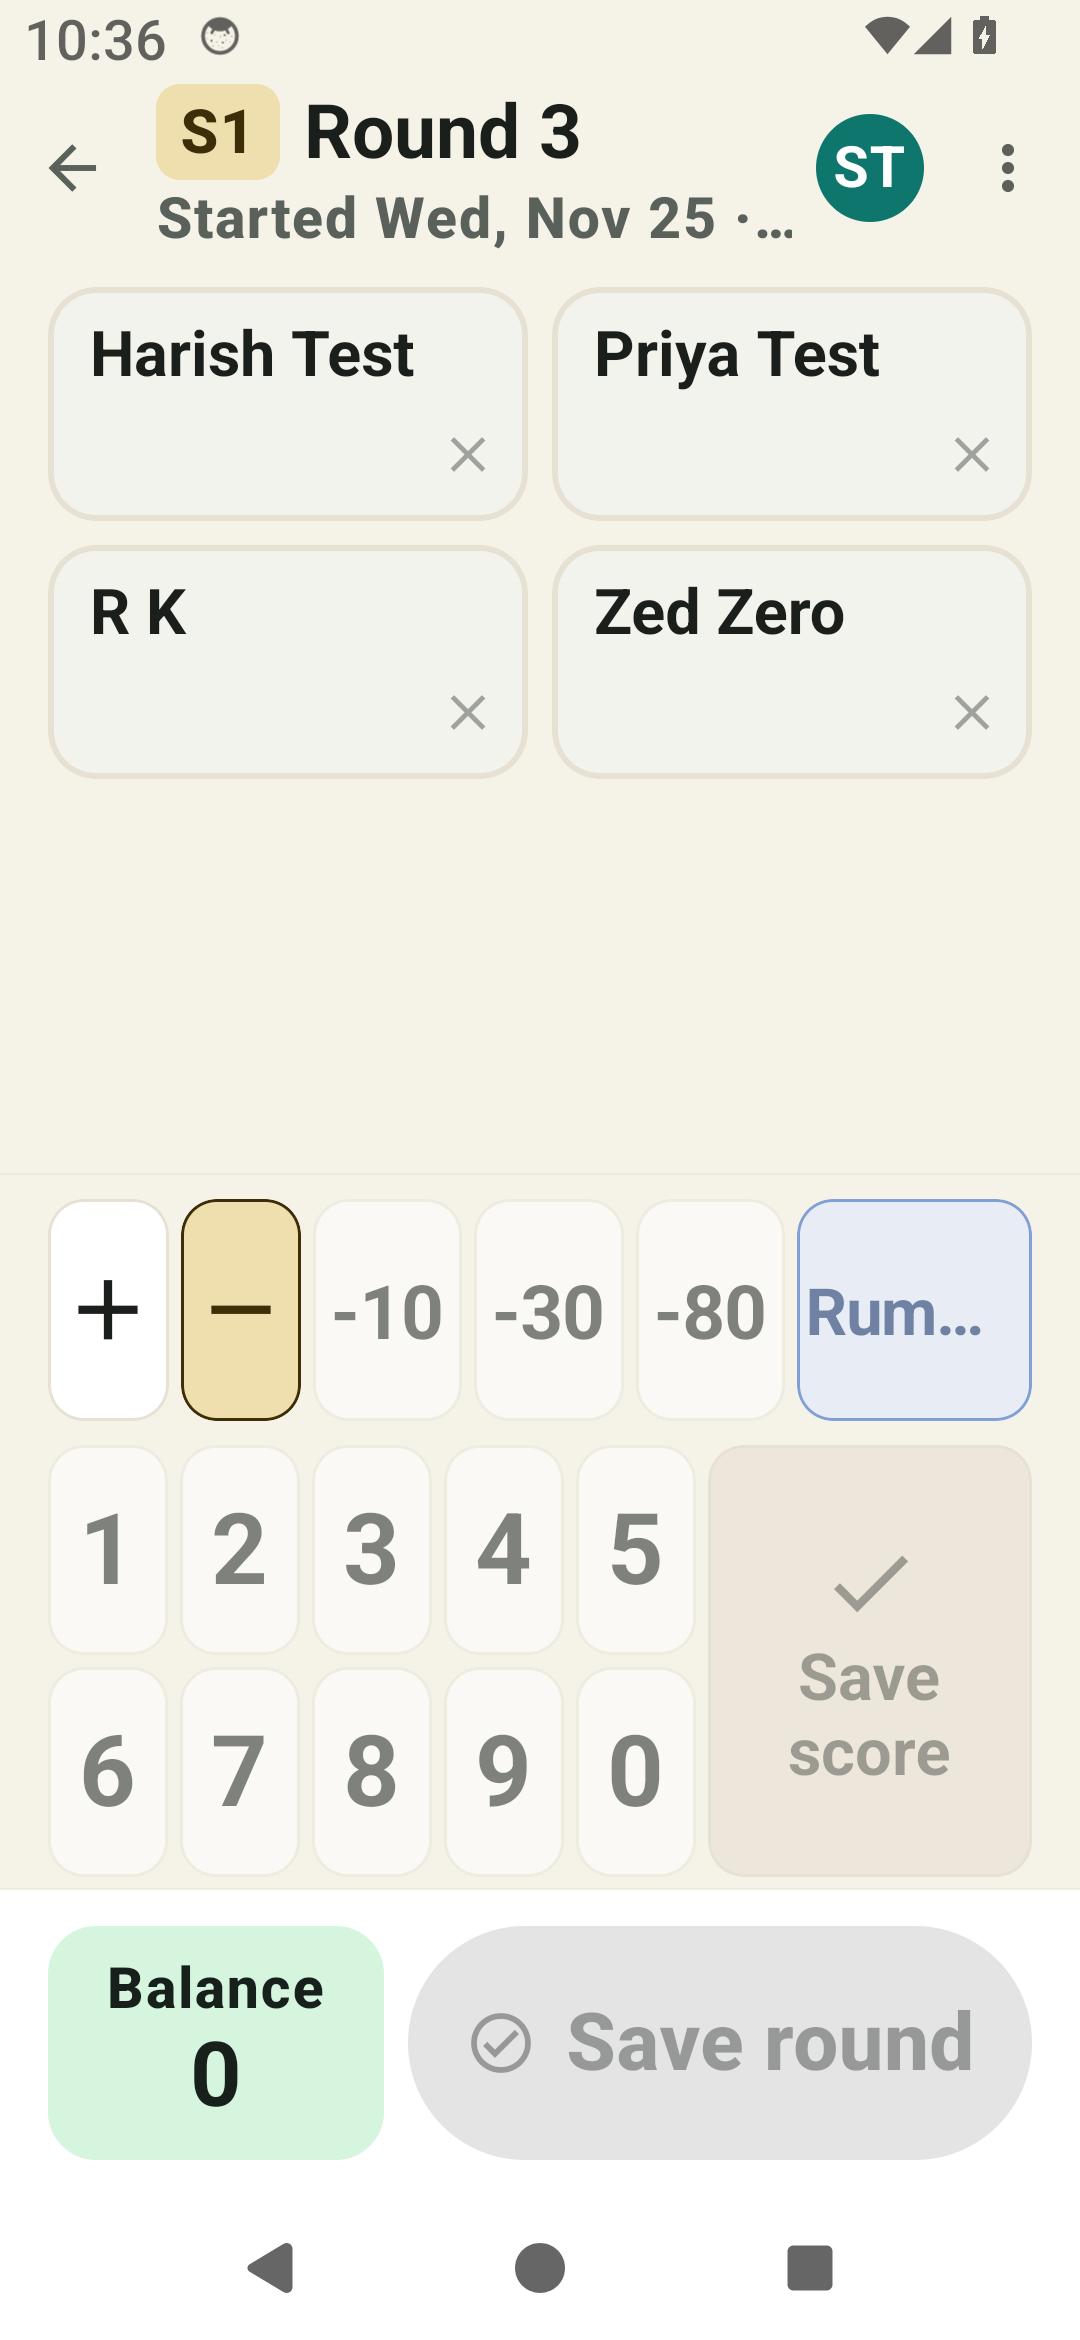 10:36
S1 Round 3
Started Wed, Nov 25 ·…
ST
Harish Test
Priya Test
R K
Zed Zero
+ − -10 -30 -80 Rum…
1 2 3 4 5
Save
score
6 7 8 9 0
Balance
0
Save round